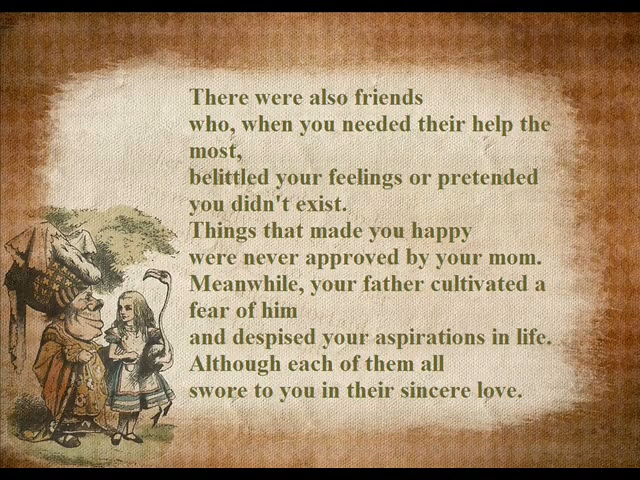 There were also friends
who, when you needed their help the
most,
belittled your feelings or pretended
you didn't exist.
Things that made you happy
were never approved by your mom.
Meanwhile, your father cultivated a
fear of him
and despised your aspirations in life.
Although each of them all
swore to you in their sincere love.